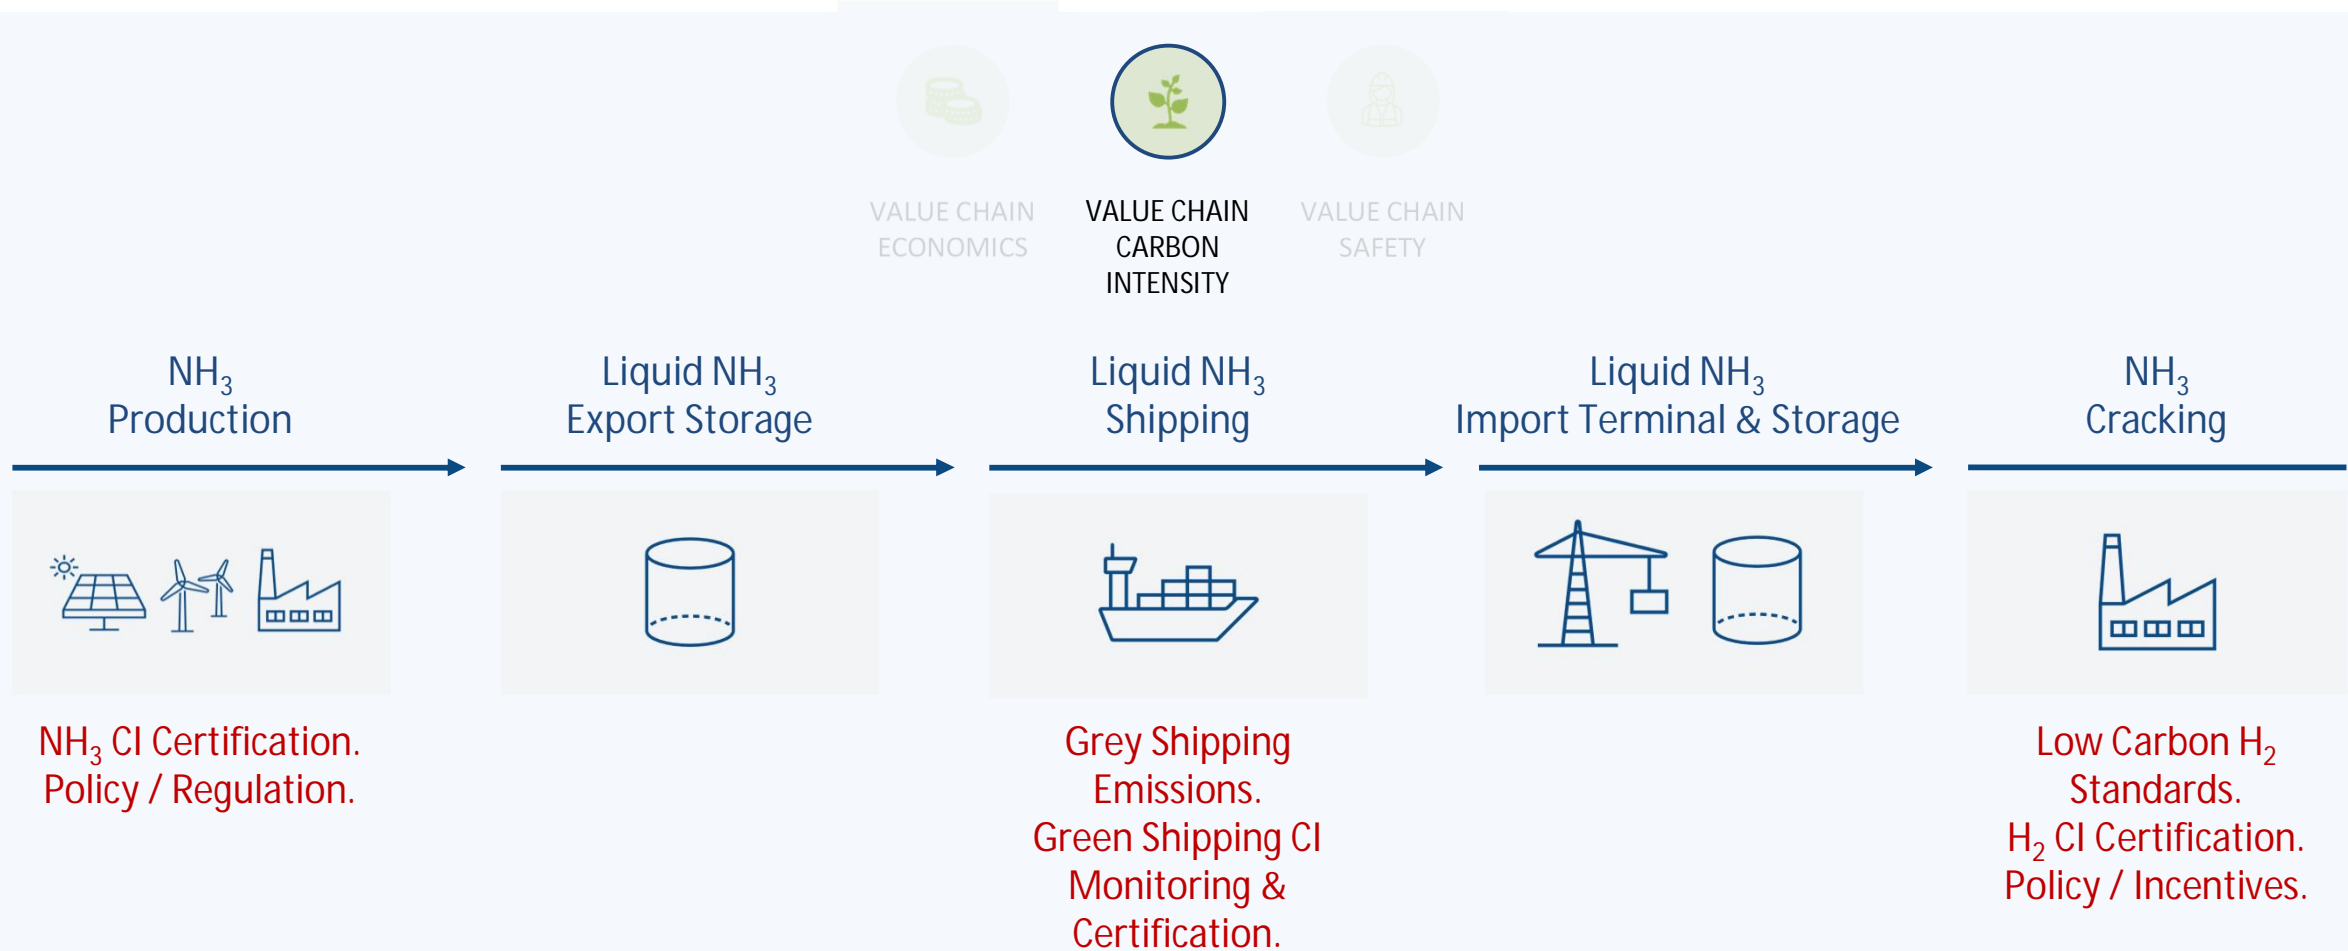 VALUE CHAIN
ECONOMICS
VALUE CHAIN
CARBON
INTENSITY
VALUE CHAIN
SAFETY
NH₃
Production
Liquid NH₃
Export Storage
Liquid NH₃
Shipping
Liquid NH₃
Import Terminal & Storage
NH₃
Cracking
NH₃ CI Certification.
Policy / Regulation.
Grey Shipping
Emissions.
Green Shipping CI
Monitoring &
Certification.
Low Carbon H₂
Standards.
H₂ CI Certification.
Policy / Incentives.